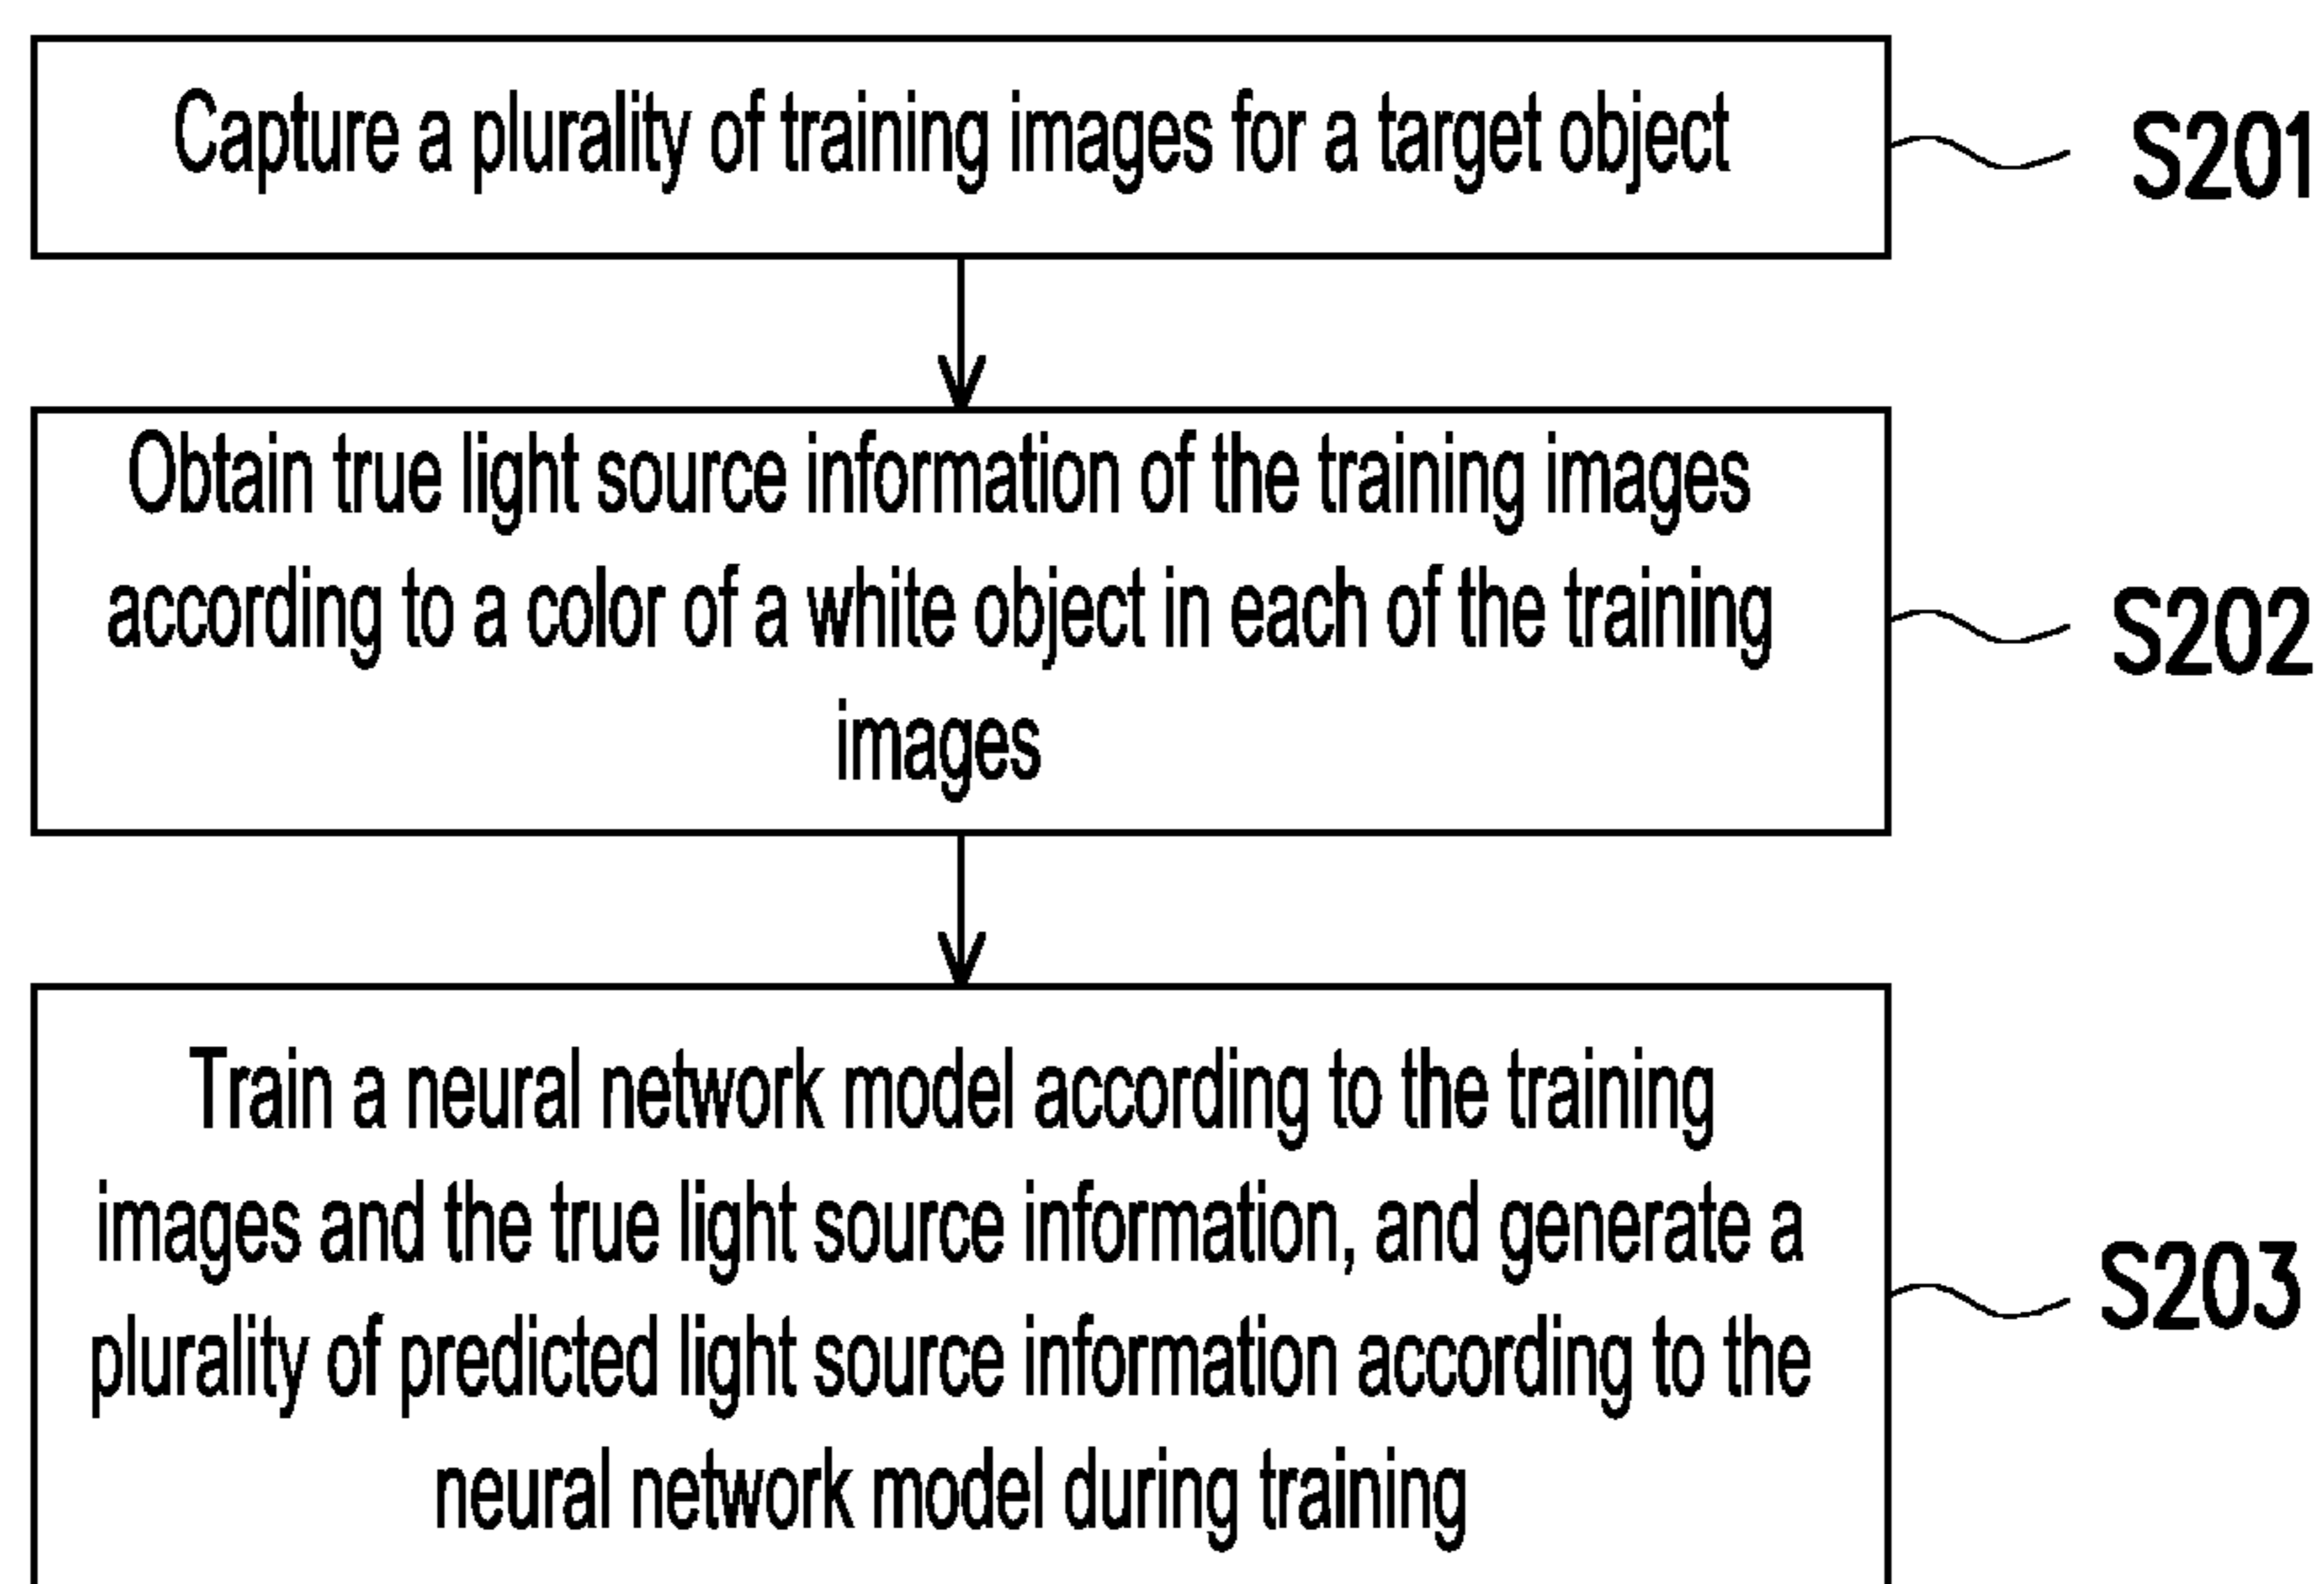 Capture a plurality of training images for a target object
S201
Obtain true light source information of the training images
according to a color of a white object in each of the training
images
S202
Train a neural network model according to the training
images and the true light source information, and generate a
plurality of predicted light source information according to the
neural network model during training
S203